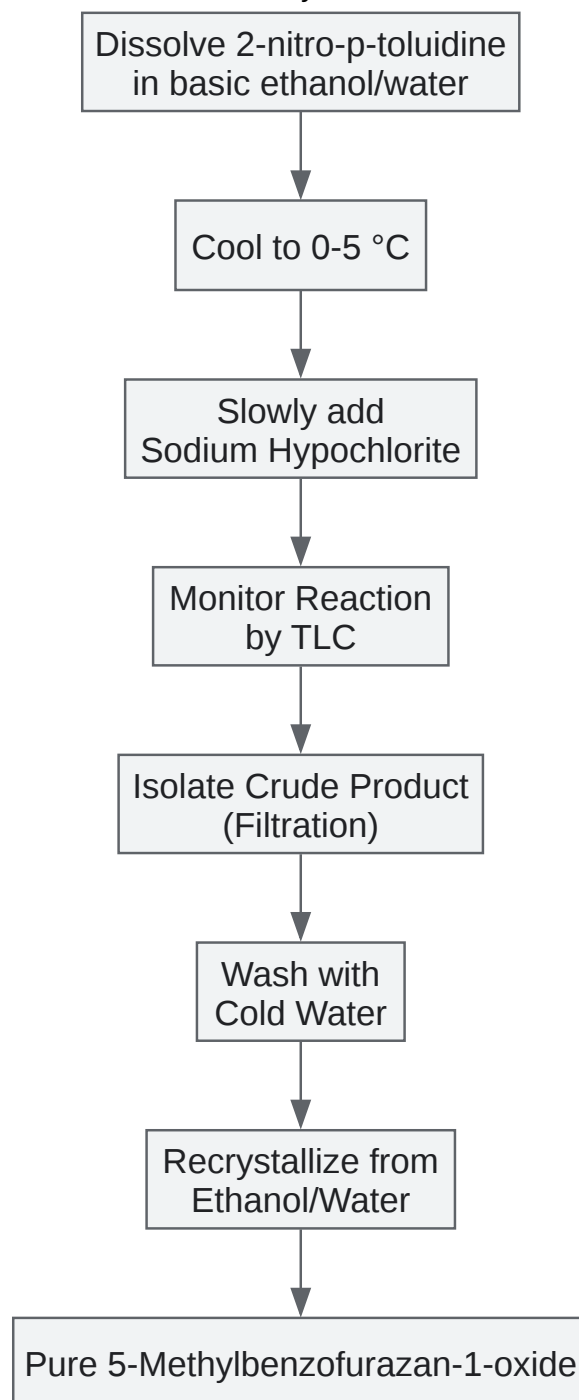 Dissolve 2-nitro-p-toluidine
in basic ethanol/water
Cool to 0-5 °C
Slowly add
Sodium Hypochlorite
Monitor Reaction
by TLC
Isolate Crude Product
(Filtration)
Wash with
Cold Water
Recrystallize from
Ethanol/Water
Pure 5-Methylbenzofurazan-1-oxide